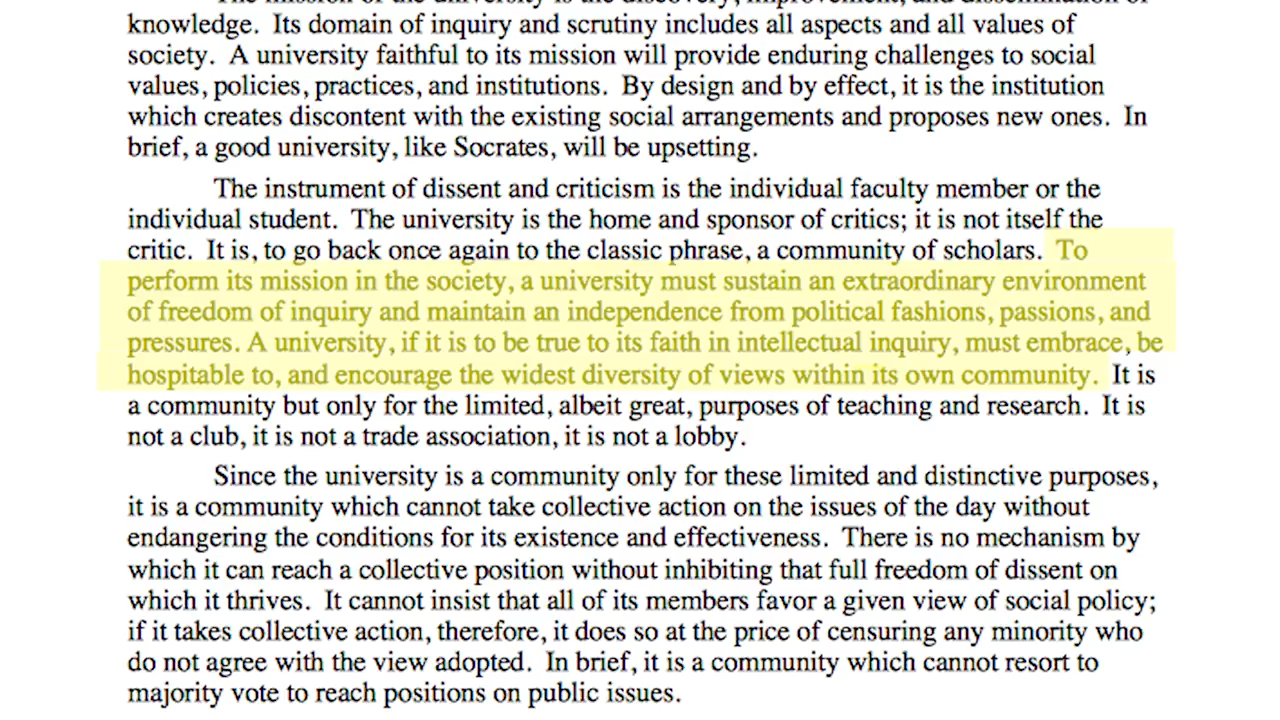 The mission of the university is the discovery, improvement, and dissemination of
knowledge. Its domain of inquiry and scrutiny includes all aspects and all values of
society. A university faithful to its mission will provide enduring challenges to social
values, policies, practices, and institutions. By design and by effect, it is the institution
which creates discontent with the existing social arrangements and proposes new ones. In
brief, a good university, like Socrates, will be upsetting.
The instrument of dissent and criticism is the individual faculty member or the
individual student. The university is the home and sponsor of critics; it is not itself the
critic. It is, to go back once again to the classic phrase, a community of scholars. To
perform its mission in the society, a university must sustain an extraordinary environment
of freedom of inquiry and maintain an independence from political fashions, passions, and
pressures. A university, if it is to be true to its faith in intellectual inquiry, must embrace, be
hospitable to, and encourage the widest diversity of views within its own community. It is
a community but only for the limited, albeit great, purposes of teaching and research. It is
not a club, it is not a trade association, it is not a lobby.
Since the university is a community only for these limited and distinctive purposes,
it is a community which cannot take collective action on the issues of the day without
endangering the conditions for its existence and effectiveness. There is no mechanism by
which it can reach a collective position without inhibiting that full freedom of dissent on
which it thrives. It cannot insist that all of its members favor a given view of social policy;
if it takes collective action, therefore, it does so at the price of censuring any minority who
do not agree with the view adopted. In brief, it is a community which cannot resort to
majority vote to reach positions on public issues.